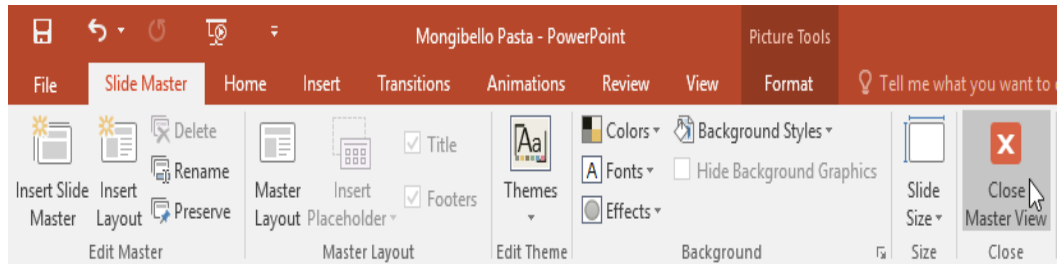 Mongibello Pasta - PowerPoint
Picture Tools
File Slide Master Home Insert Transitions Animations Review View Format Tell me what you want to
Insert Slide Master
Insert Layout
Delete
Rename
Preserve
Edit Master
Master Layout
Insert Placeholder
Title
Footers
Master Layout
Aa
Themes
Edit Theme
Colors
A Fonts
Effects
Background Styles
Hide Background Graphics
Background
Slide Size
Size
Close Master View
Close